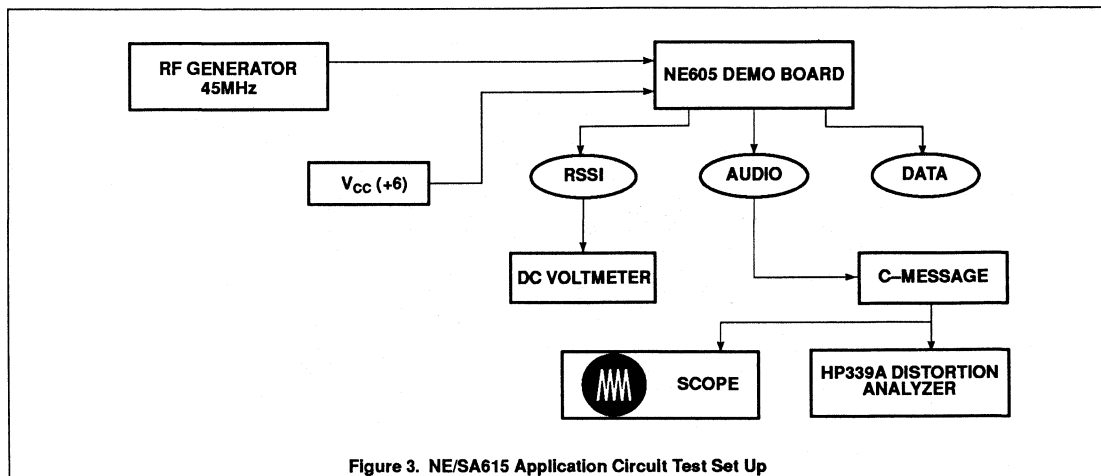 RF GENERATOR
45MHz
NE605 DEMO BOARD
VCC (+6)
RSSI
AUDIO
DATA
DC VOLTMETER
C–MESSAGE
SCOPE
HP339A DISTORTION
ANALYZER
Figure 3. NE/SA615 Application Circuit Test Set Up